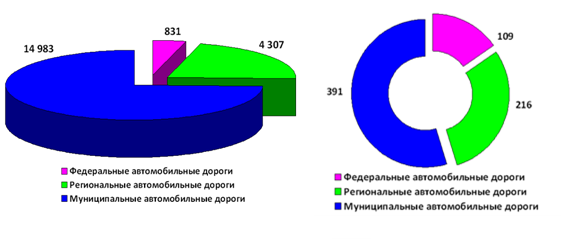 14 983
831
4 307
Федеральные автомобильные дороги
Региональные автомобильные дороги
Муниципальные автомобильные дороги
109
391
216
Федеральные автомобильные дороги
Региональные автомобильные дороги
Муниципальные автомобильные дороги